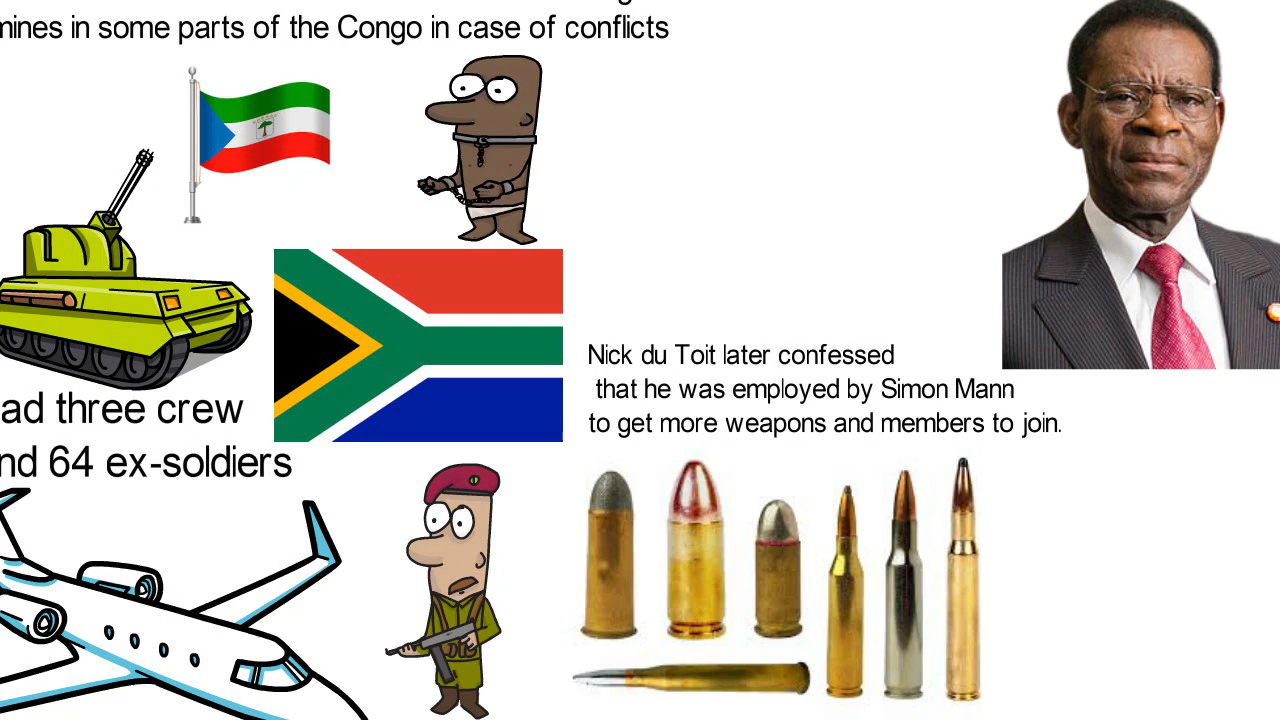 mines in some parts of the Congo in case of conflicts
Nick du Toit later confessed
that he was employed by Simon Mann
to get more weapons and members to join.
ad three crew
nd 64 ex-soldiers